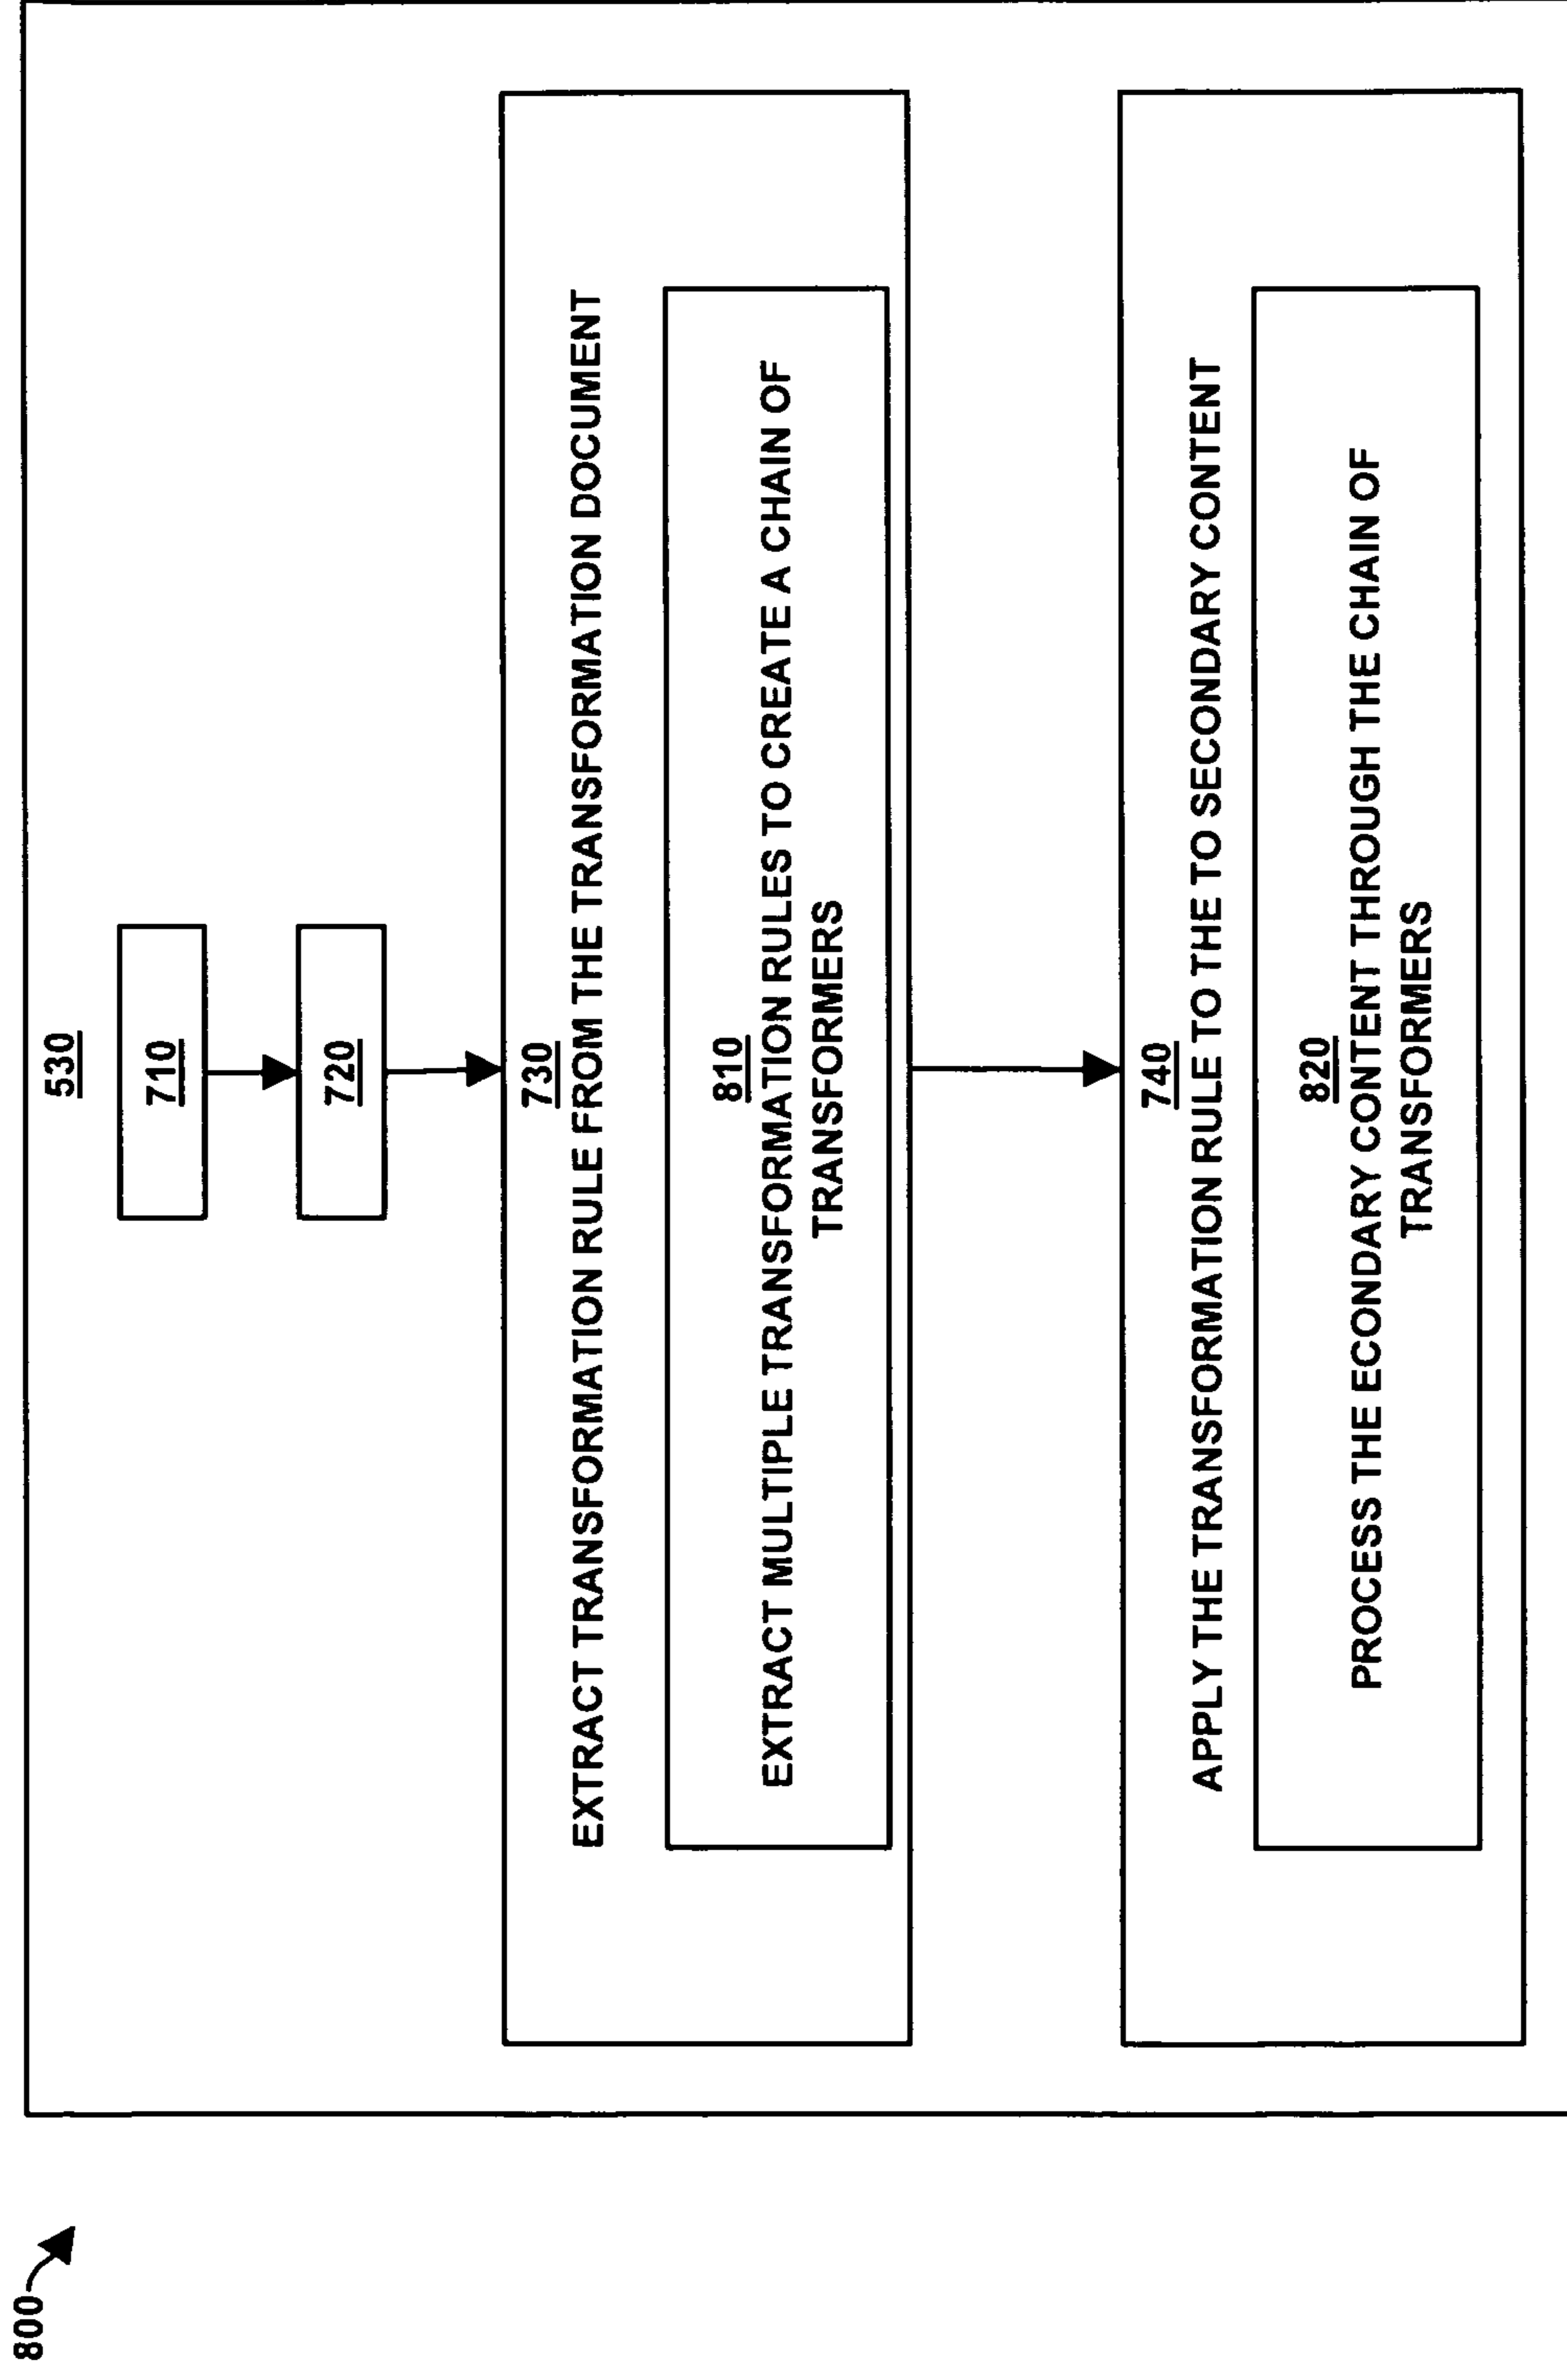 800
530
710
720
730
EXTRACT TRANSFORMATION RULE FROM THE TRANSFORMATION DOCUMENT
810
EXTRACT MULTIPLE TRANSFORMATION RULES TO CREATE A CHAIN OF
TRANSFORMERS
740
APPLY THE TRANSFORMATION RULE TO THE TO SECONDARY CONTENT
820
PROCESS THE ECONDARY CONTENT THROUGH THE CHAIN OF
TRANSFORMERS